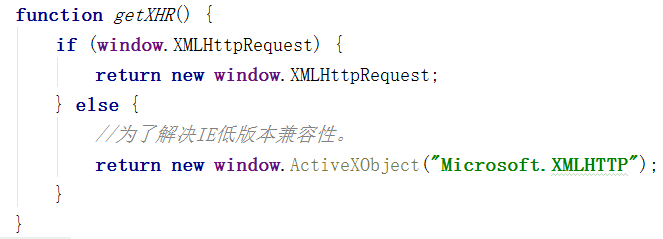 function getXHR() {
if (window.XMLHttpRequest) {
return new window.XMLHttpRequest;
} else {
//为了解决IE低版本兼容性。
return new window.ActiveXObject("Microsoft.XMLHTTP");
}
}